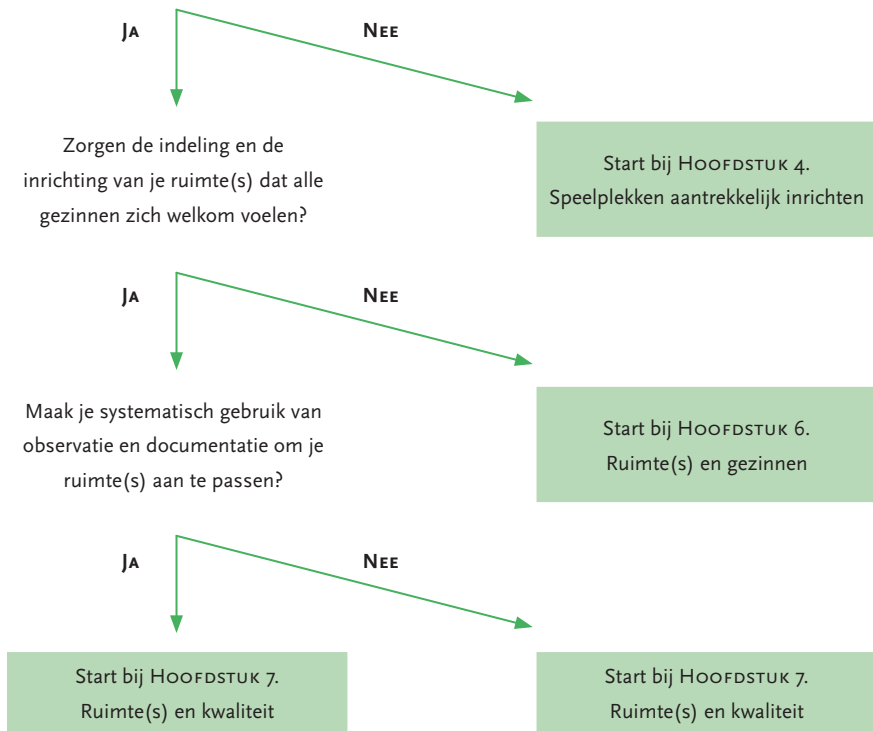 JA NEE
Zorgen de indeling en de
inrichting van je ruimte(s) dat alle
gezinnen zich welkom voelen?
Start bij HOOFDSTUK 4.
Speelplekken aantrekkelijk inrichten
JA NEE
Maak je systematisch gebruik van
observatie en documentatie om je
ruimte(s) aan te passen?
Start bij HOOFDSTUK 6.
Ruimte(s) en gezinnen
JA NEE
Start bij HOOFDSTUK 7.
Ruimte(s) en kwaliteit
Start bij HOOFDSTUK 7.
Ruimte(s) en kwaliteit